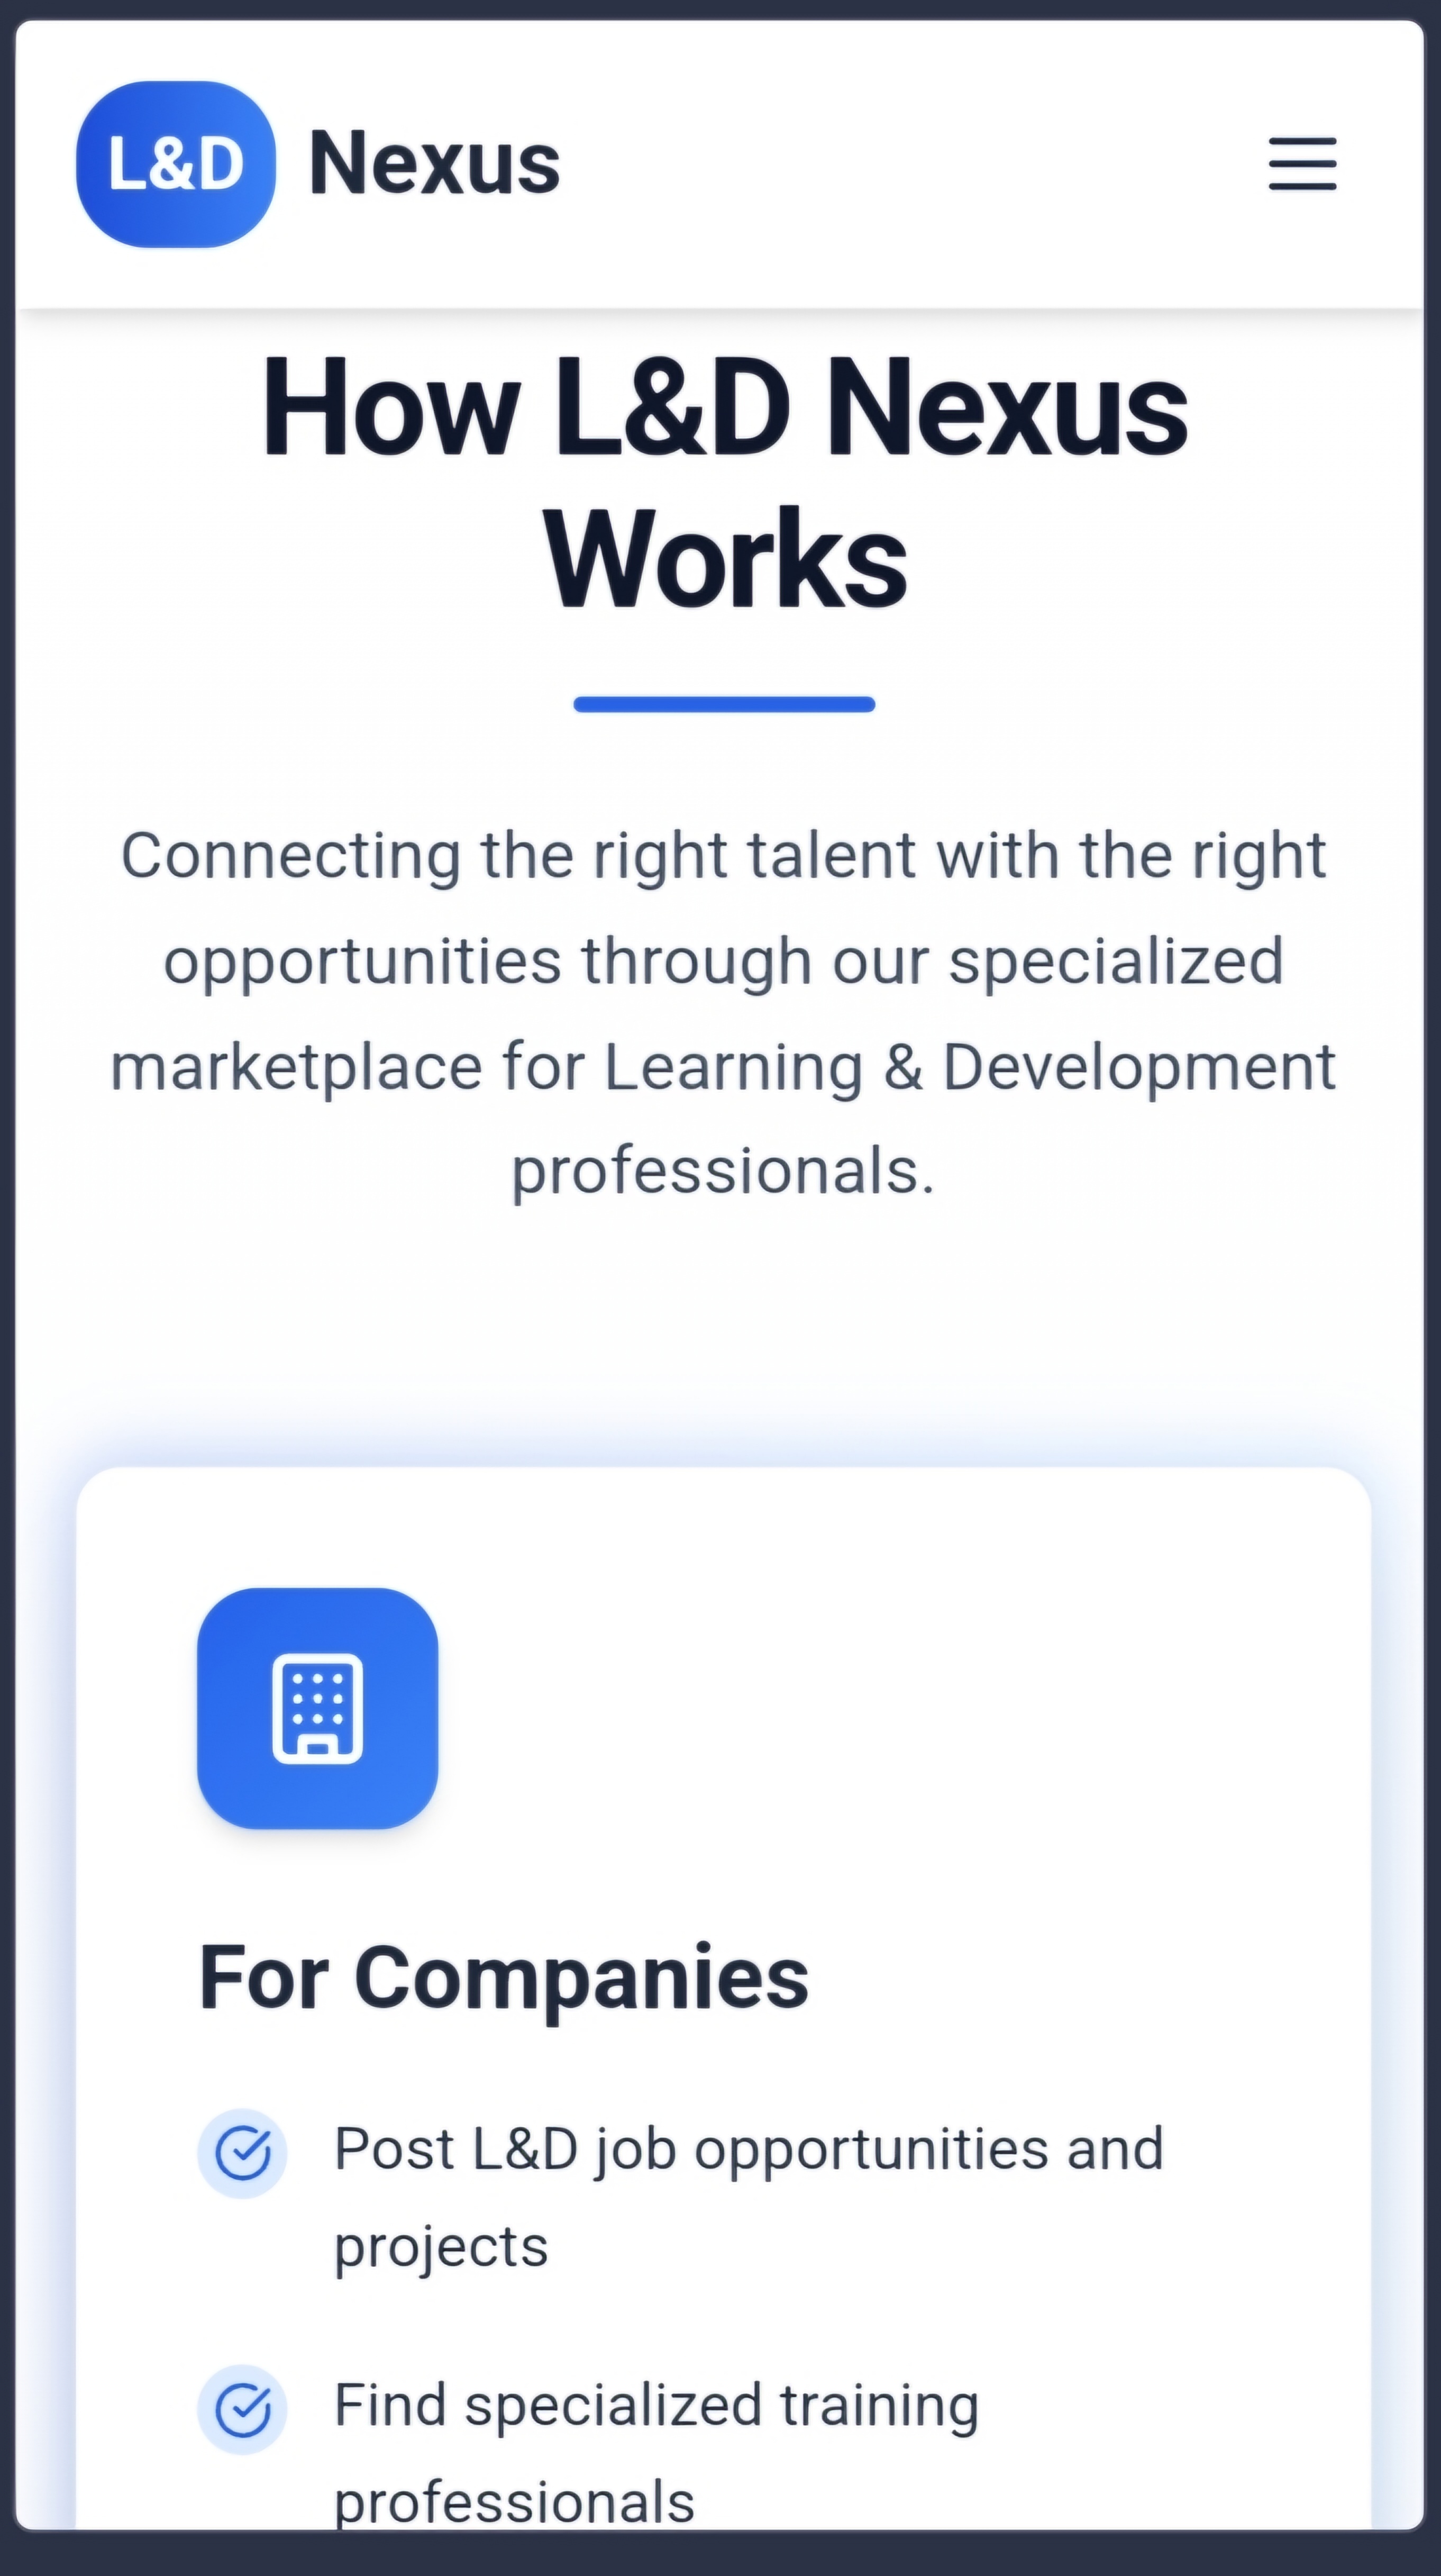 L&D Nexus
How L&D Nexus
Works
Connecting the right talent with the right
opportunities through our specialized
marketplace for Learning & Development
professionals.
For Companies
Post L&D job opportunities and
projects
Find specialized training
professionals